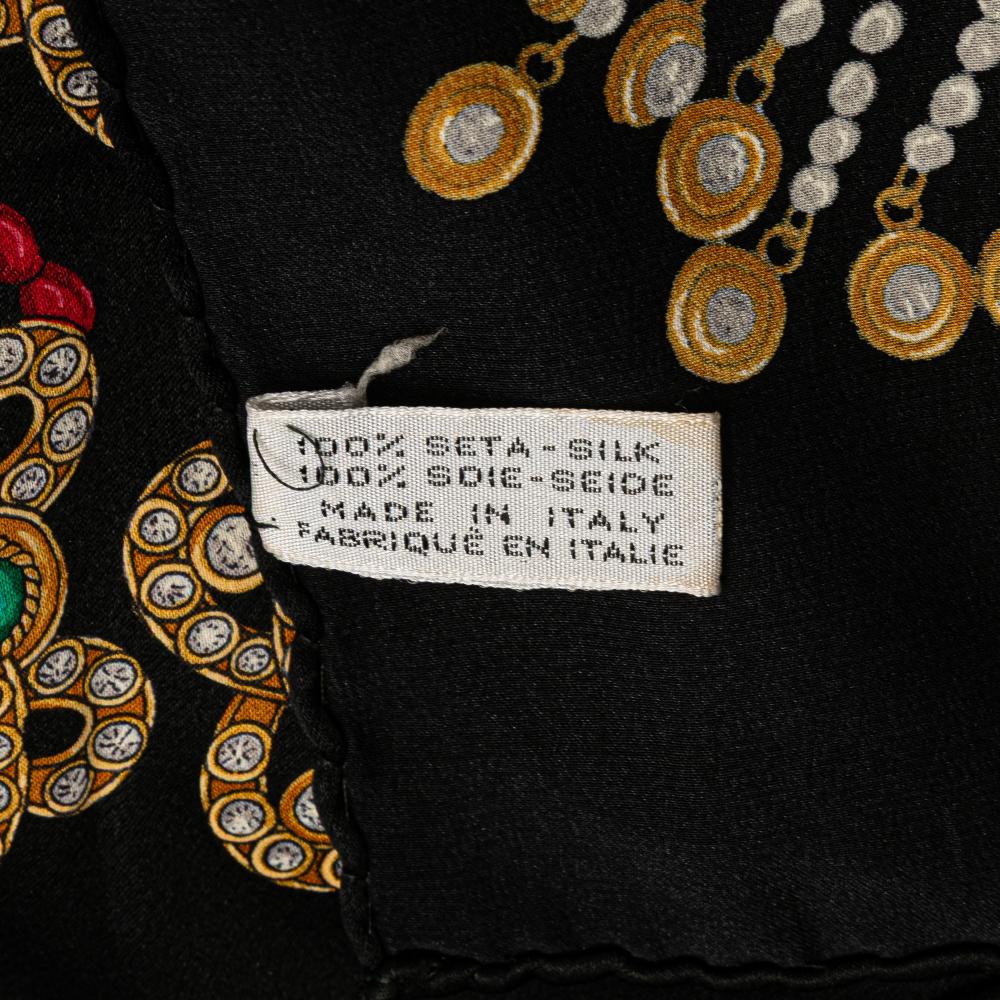 100% SETA-SILK
100% SOIE-SEIDE
MADE IN ITALY
FABRIQUÉ EN ITALIE